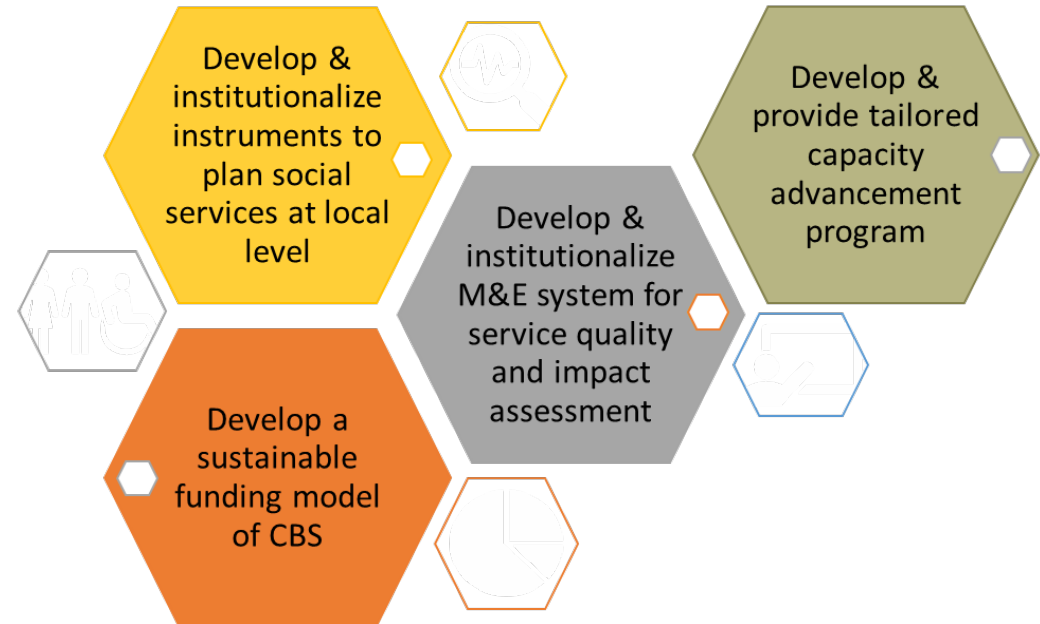 Develop &
institutionalize
instruments to
plan social
services at local
level
Develop &
provide tailored
capacity
advancement
program
Develop &
institutionalize
M&E system for
service quality
and impact
assessment
Develop a
sustainable
funding model
of CBS